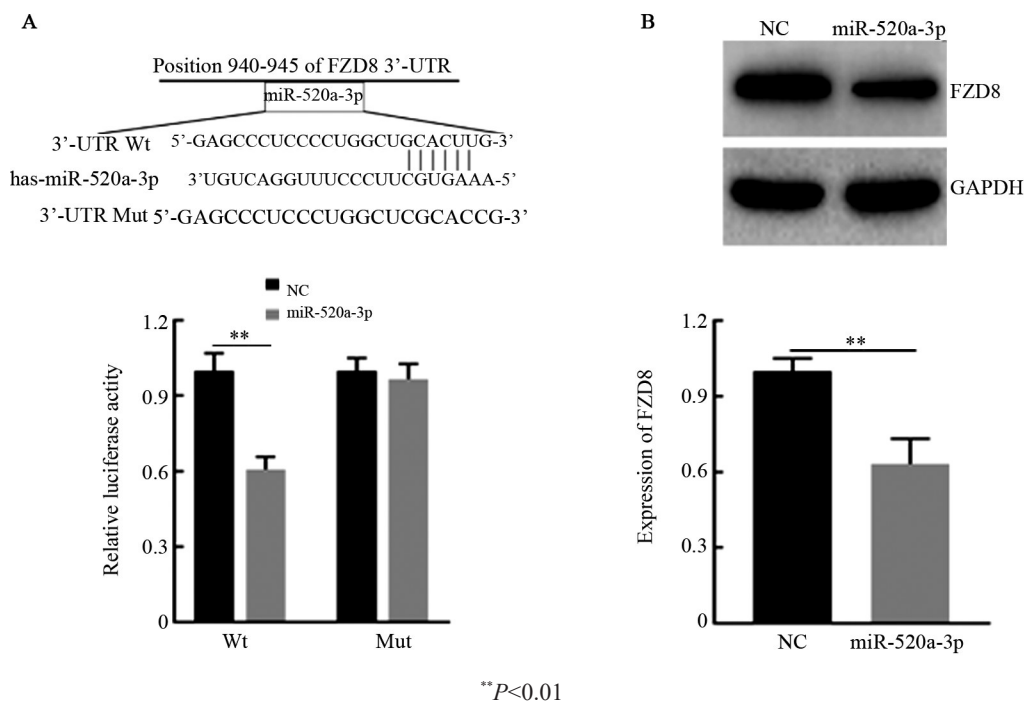 A
Position 940-945 of FZD8 3’-UTR
miR-520a-3p
3’-UTR Wt 5’-GAGCCCUCCCCUGGCUGCACUUG-3’
has-miR-520a-3p 3’UGUCAGGUUUCCCUUCGUGAAA-5’
3’-UTR Mut 5’-GAGCCCUCCCUGGCUCGCACCG-3’
NC
miR-520a-3p
**
Relative luciferase actity
1.2
0.9
0.6
0.3
0
Wt Mut
B
NC miR-520a-3p
FZD8
GAPDH
**
Expression of FZD8
1.2
0.9
0.6
0.3
0
NC miR-520a-3p
**P<0.01